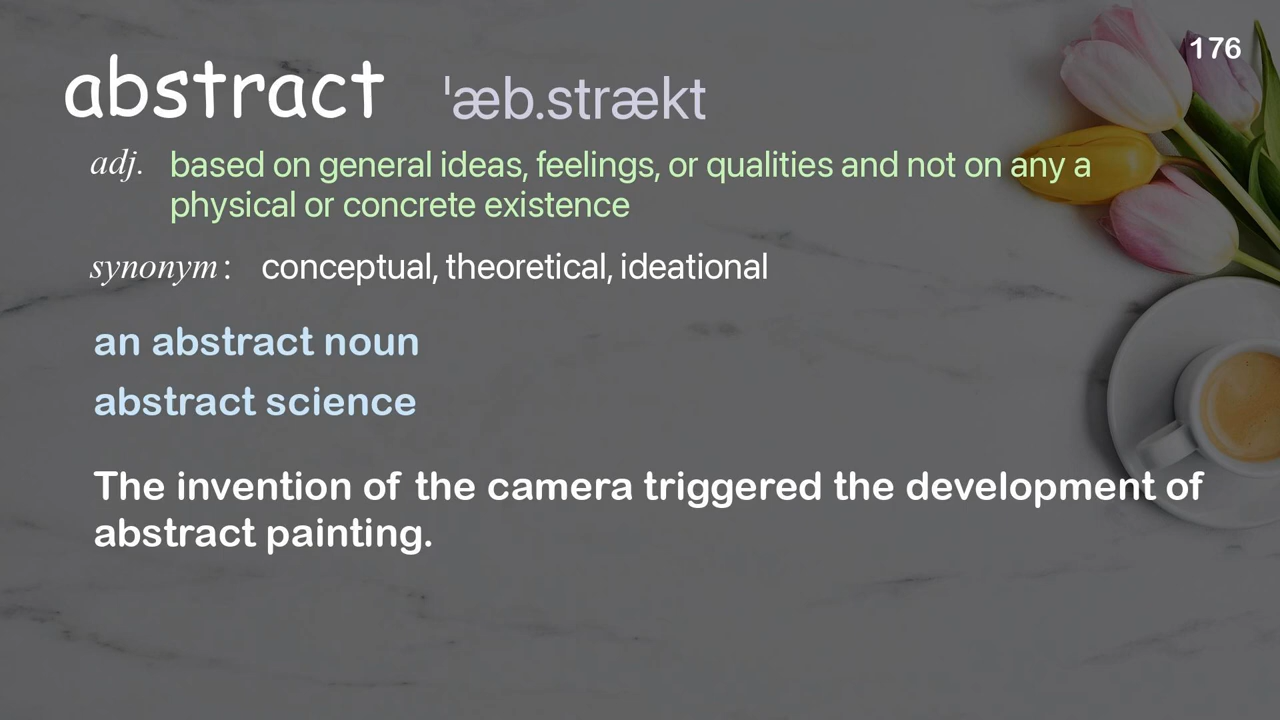 176
abstract ˈæb.strækt
adj. based on general ideas, feelings, or qualities and not on any a
physical or concrete existence
synonym : conceptual, theoretical, ideational
an abstract noun
abstract science
The invention of the camera triggered the development of
abstract painting.